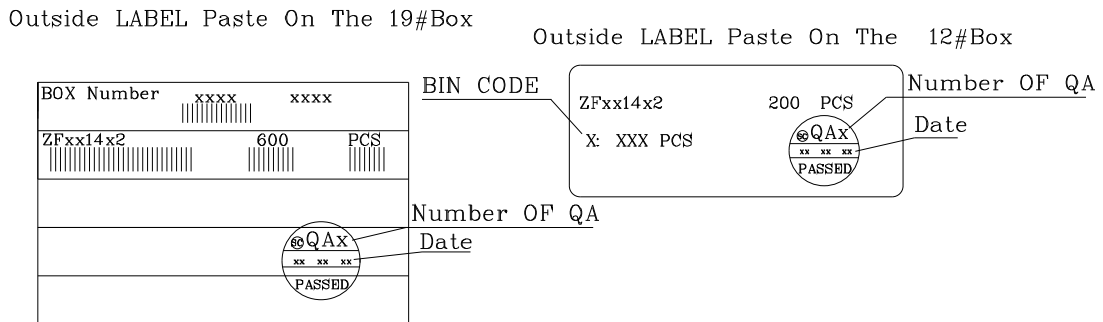 Outside LABEL Paste On The 19#Box
BOX Number xxxx xxxx
ZFxx14x2 600 PCS
SC QAx
xx xx xx
PASSED
Number OF QA
Date
Outside LABEL Paste On The 12#Box
BIN CODE
ZFxx14x2 200 PCS
X: XXX PCS
SC QAx
xx xx xx
PASSED
Number OF QA
Date